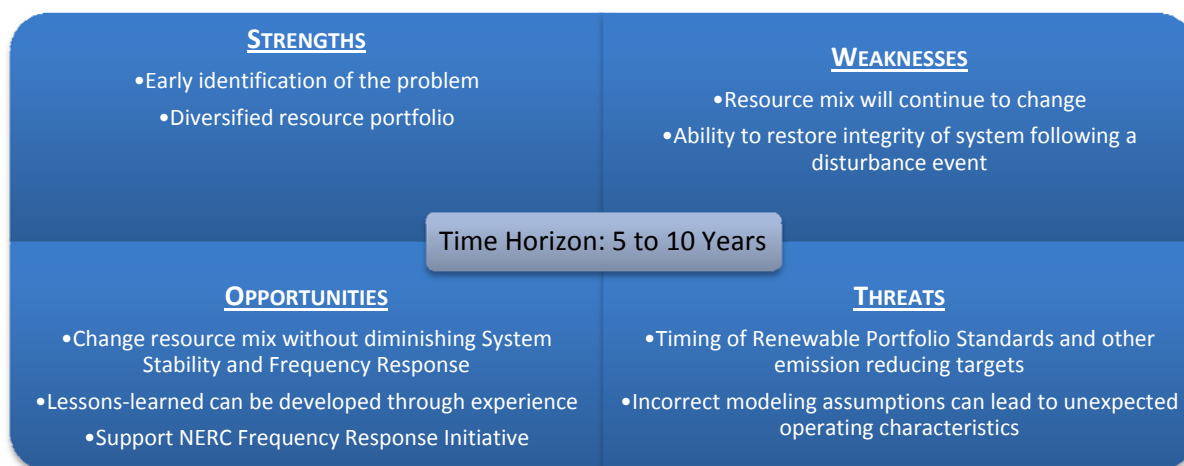 STRENGTHS
•Early identification of the problem
•Diversified resource portfolio
WEAKNESSES
•Resource mix will continue to change
•Ability to restore integrity of system following a
disturbance event
Time Horizon: 5 to 10 Years
OPPORTUNITIES
•Change resource mix without diminishing System
Stability and Frequency Response
•Lessons-learned can be developed through experience
•Support NERC Frequency Response Initiative
THREATS
•Timing of Renewable Portfolio Standards and other
emission reducing targets
•Incorrect modeling assumptions can lead to unexpected
operating characteristics